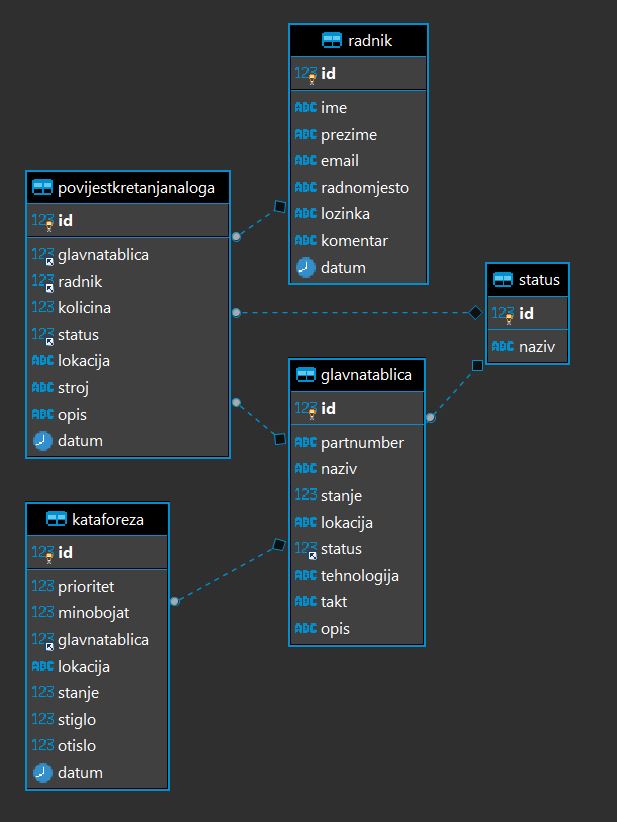 radnik
123 id
ABC ime
ABC prezime
ABC email
ABC radnomjesto
ABC lozinka
ABC komentar
datum
povijestkretanjanaloga
123 id
123 glavnatablica
123 radnik
123 kolicina
123 status
ABC lokacija
ABC stroj
ABC opis
datum
status
123 id
ABC naziv
glavnatablica
123 id
ABC partnumber
ABC naziv
123 stanje
ABC lokacija
123 status
ABC tehnologija
ABC takt
ABC opis
kataforeza
123 id
123 prioritet
123 minobojat
123 glavnatablica
ABC lokacija
123 stanje
123 stiglo
123 otislo
datum